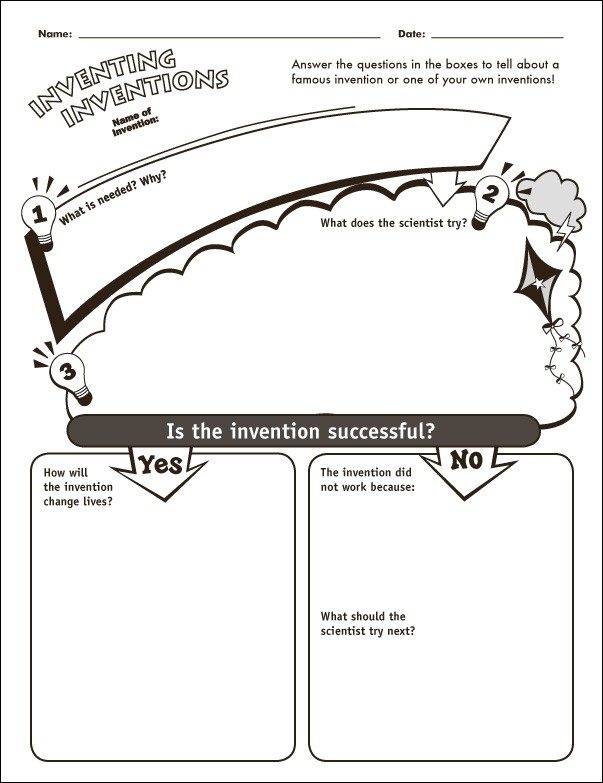 Name: Date:
INVENTING
INVENTIONS
Name of
Invention:
Answer the questions in the boxes to tell about a
famous invention or one of your own inventions!
1
What is needed? Why?
2
What does the scientist try?
3
Is the invention successful?
Yes
How will
the invention
change lives?
NO
The invention did
not work because:
What should the
scientist try next?